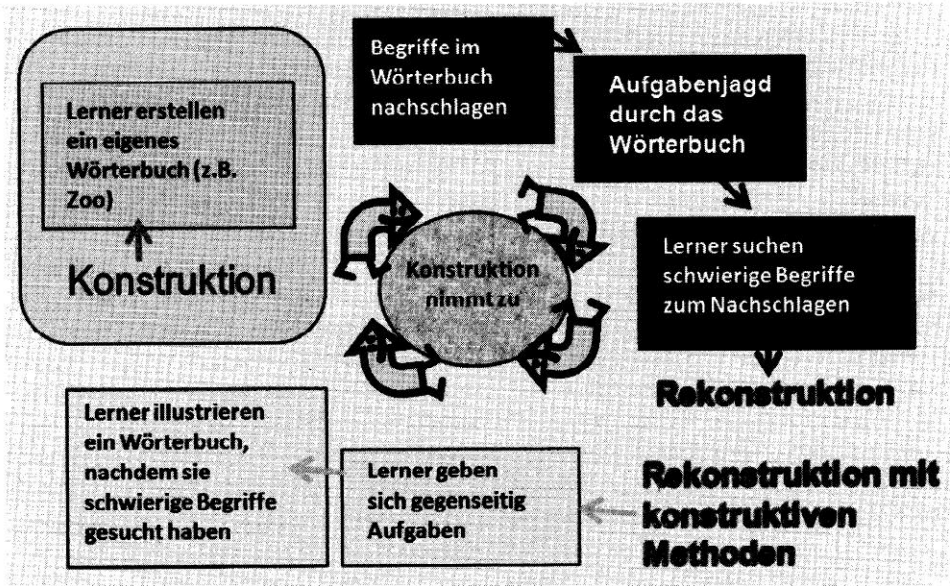 Begriffe im
Wörterbuch
nachschlagen
Aufgabenjagd
durch das
Wörterbuch
Lerner suchen
schwierige Begriffe
zum Nachschlagen
Rekonstruktion
Rekonstruktion mit
konstruktiven
Methoden
Lerner geben
sich gegenseitig
Aufgaben
Lerner illustrieren
ein Wörterbuch,
nachdem sie
schwierige Begriffe
gesucht haben
Lerner erstellen
ein eigenes
Wörterbuch (z.B.
Zoo)
Konstruktion
Konstruktion
nimmt zu